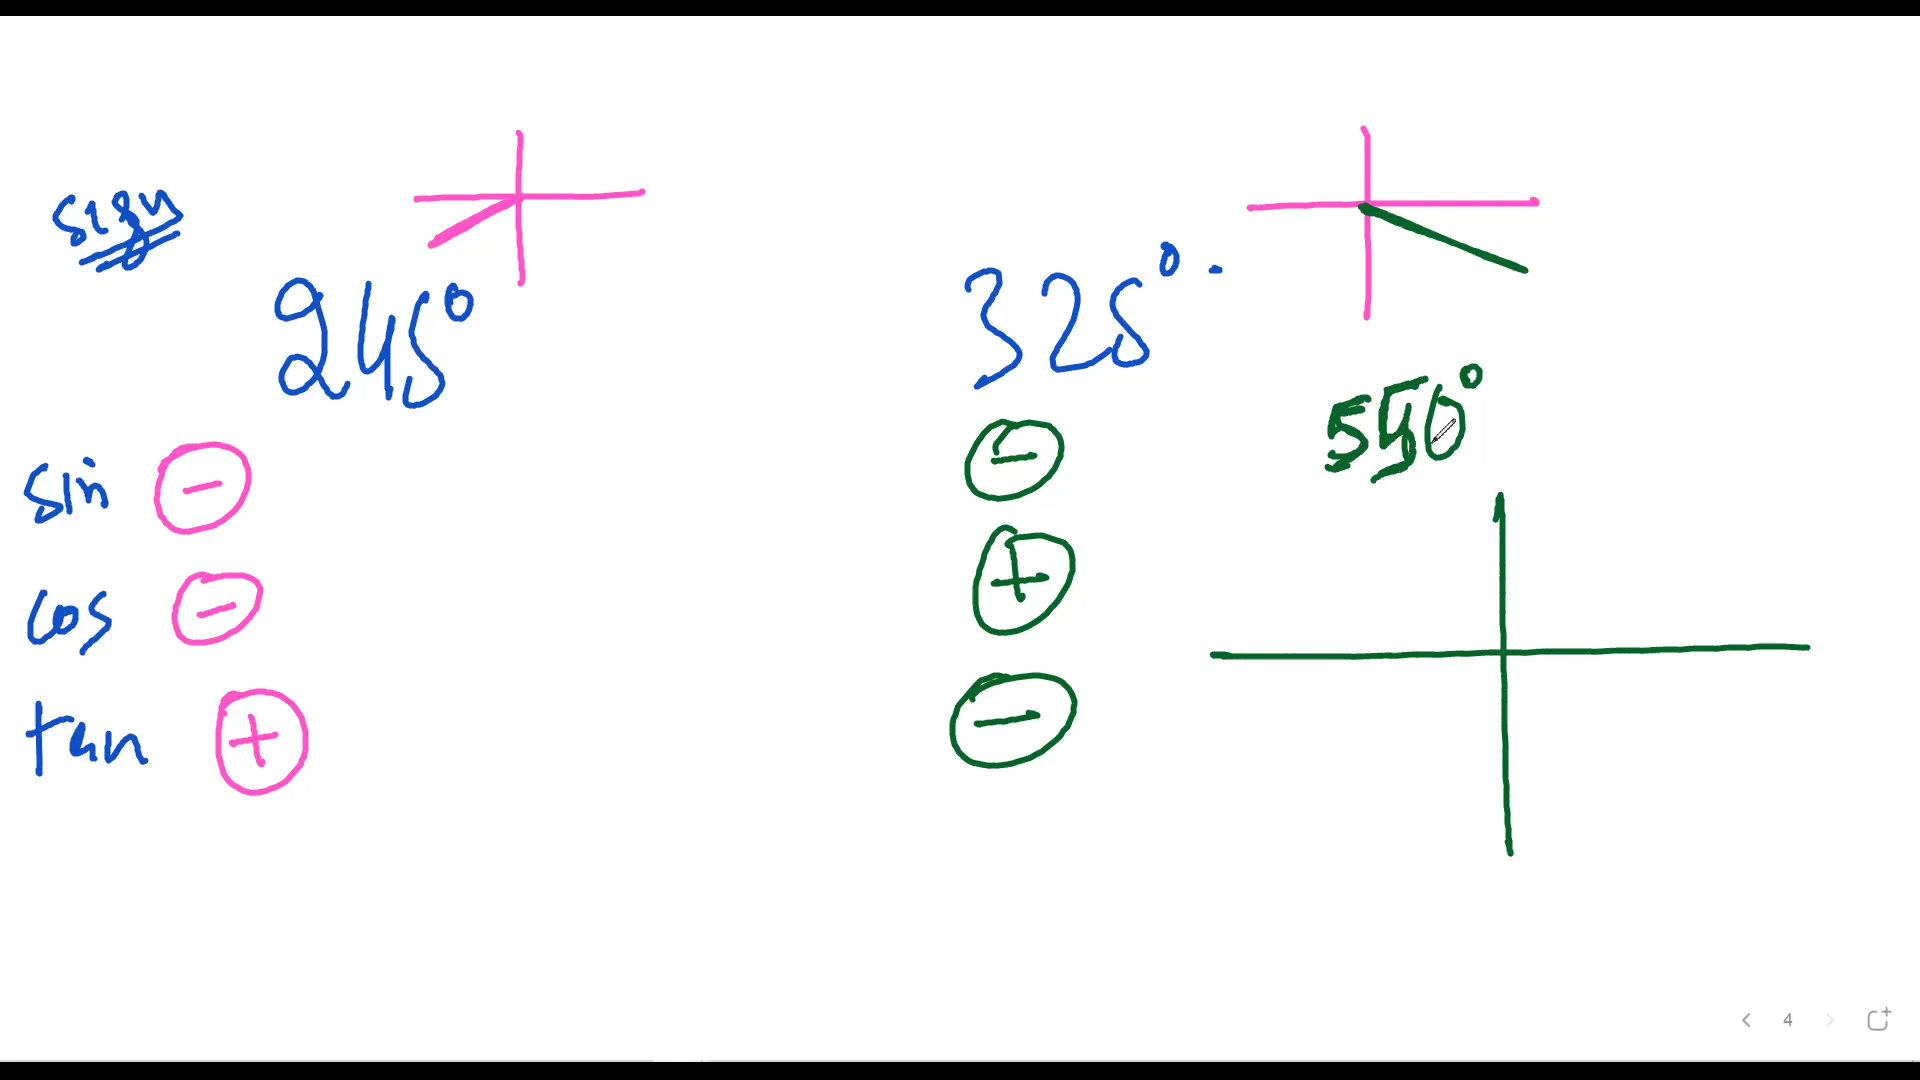 sign
245°
325° .
550°
sin − −
cos − +
tan + −
4